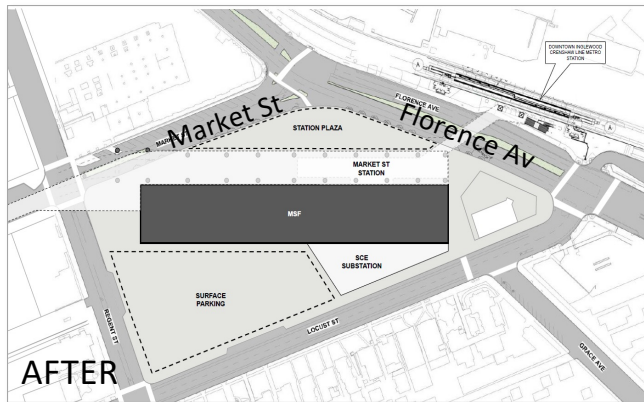 DOWNTOWN INGLEWOOD
CRENSHAW LINE METRO
STATION
A
A
FLORENCE AVE
Market St
Florence Av
STATION PLAZA
MARKET ST
STATION
MSF
SCE
SUBSTATION
SURFACE
PARKING
REGENT ST
LOCUST ST
GRACE AVE
AFTER